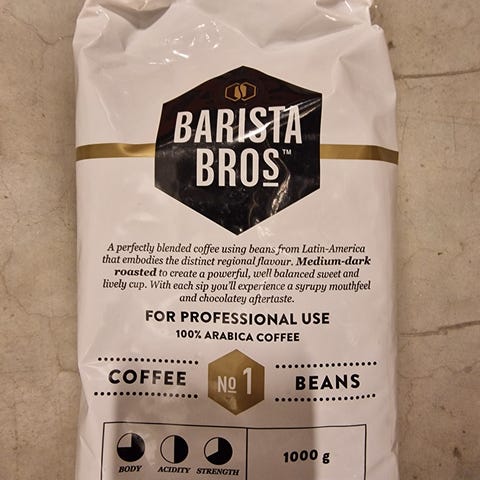 BARISTA
BROS™
A perfectly blended coffee using beans from Latin-America
that embodies the distinct regional flavour. Medium-dark
roasted to create a powerful, well balanced sweet and
lively cup. With each sip you'll experience a syrupy mouthfeel
and chocolatey aftertaste.
FOR PROFESSIONAL USE
100% ARABICA COFFEE
COFFEE No 1 BEANS
BODY ACIDITY STRENGTH 1000 g